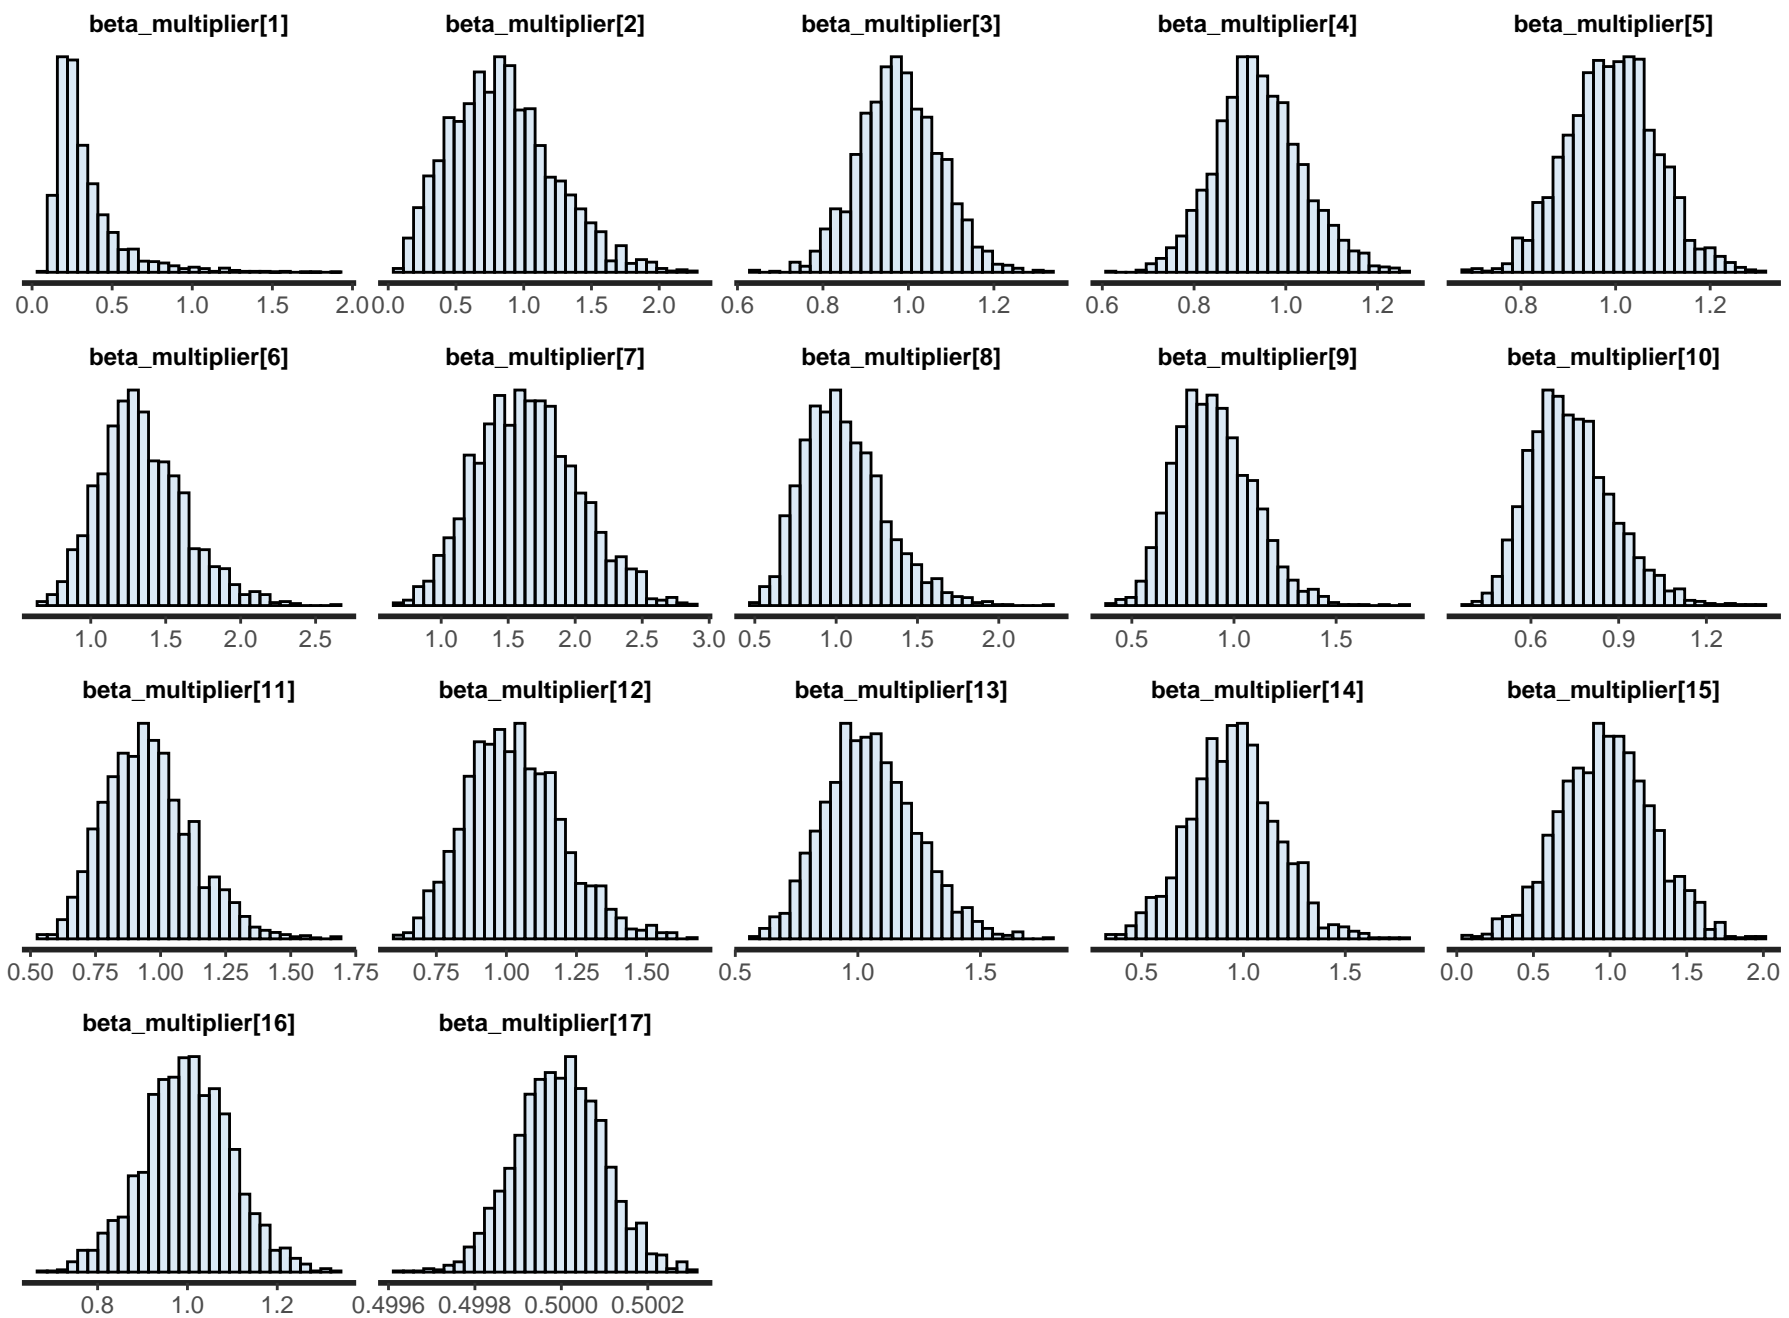 beta_multiplier[1] beta_multiplier[2] beta_multiplier[3] beta_multiplier[4] beta_multiplier[5]
0.0 0.5 1.0 1.5 2.0 0.0 0.5 1.0 1.5 2.0 0.6 0.8 1.0 1.2 0.6 0.8 1.0 1.2 0.8 1.0 1.2
beta_multiplier[6] beta_multiplier[7] beta_multiplier[8] beta_multiplier[9] beta_multiplier[10]
1.0 1.5 2.0 2.5 1.0 1.5 2.0 2.5 3.0 0.5 1.0 1.5 2.0 0.5 1.0 1.5 0.6 0.9 1.2
beta_multiplier[11] beta_multiplier[12] beta_multiplier[13] beta_multiplier[14] beta_multiplier[15]
0.50 0.75 1.00 1.25 1.50 1.75 0.75 1.00 1.25 1.50 0.5 1.0 1.5 0.5 1.0 1.5 0.0 0.5 1.0 1.5 2.0
beta_multiplier[16] beta_multiplier[17]
0.8 1.0 1.2 0.4996 0.4998 0.5000 0.5002